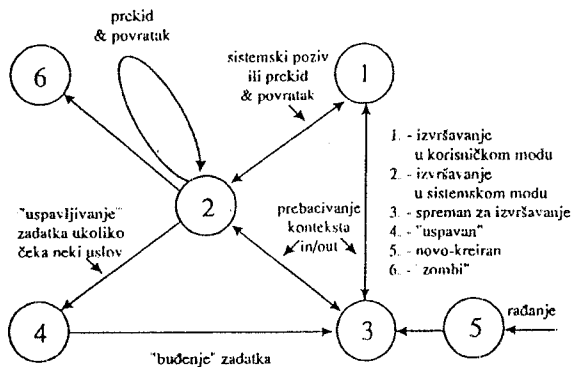 prekid
& povratak
sistemski poziv
ili prekid
& povratak
6
1
1. - izvršavanje
u korisničkom modu
2. - izvršavanje
u sistemskom modu
3. - spreman za izvršavanje
4. - "uspavan"
5. - novo-kreiran
6. - "zombi"
2
"uspavljivanje"
zadatka ukoliko
čeka neki uslov
prebacivanje
konteksta
in/out
4
3
5
rađanje
"buđenje" zadatka